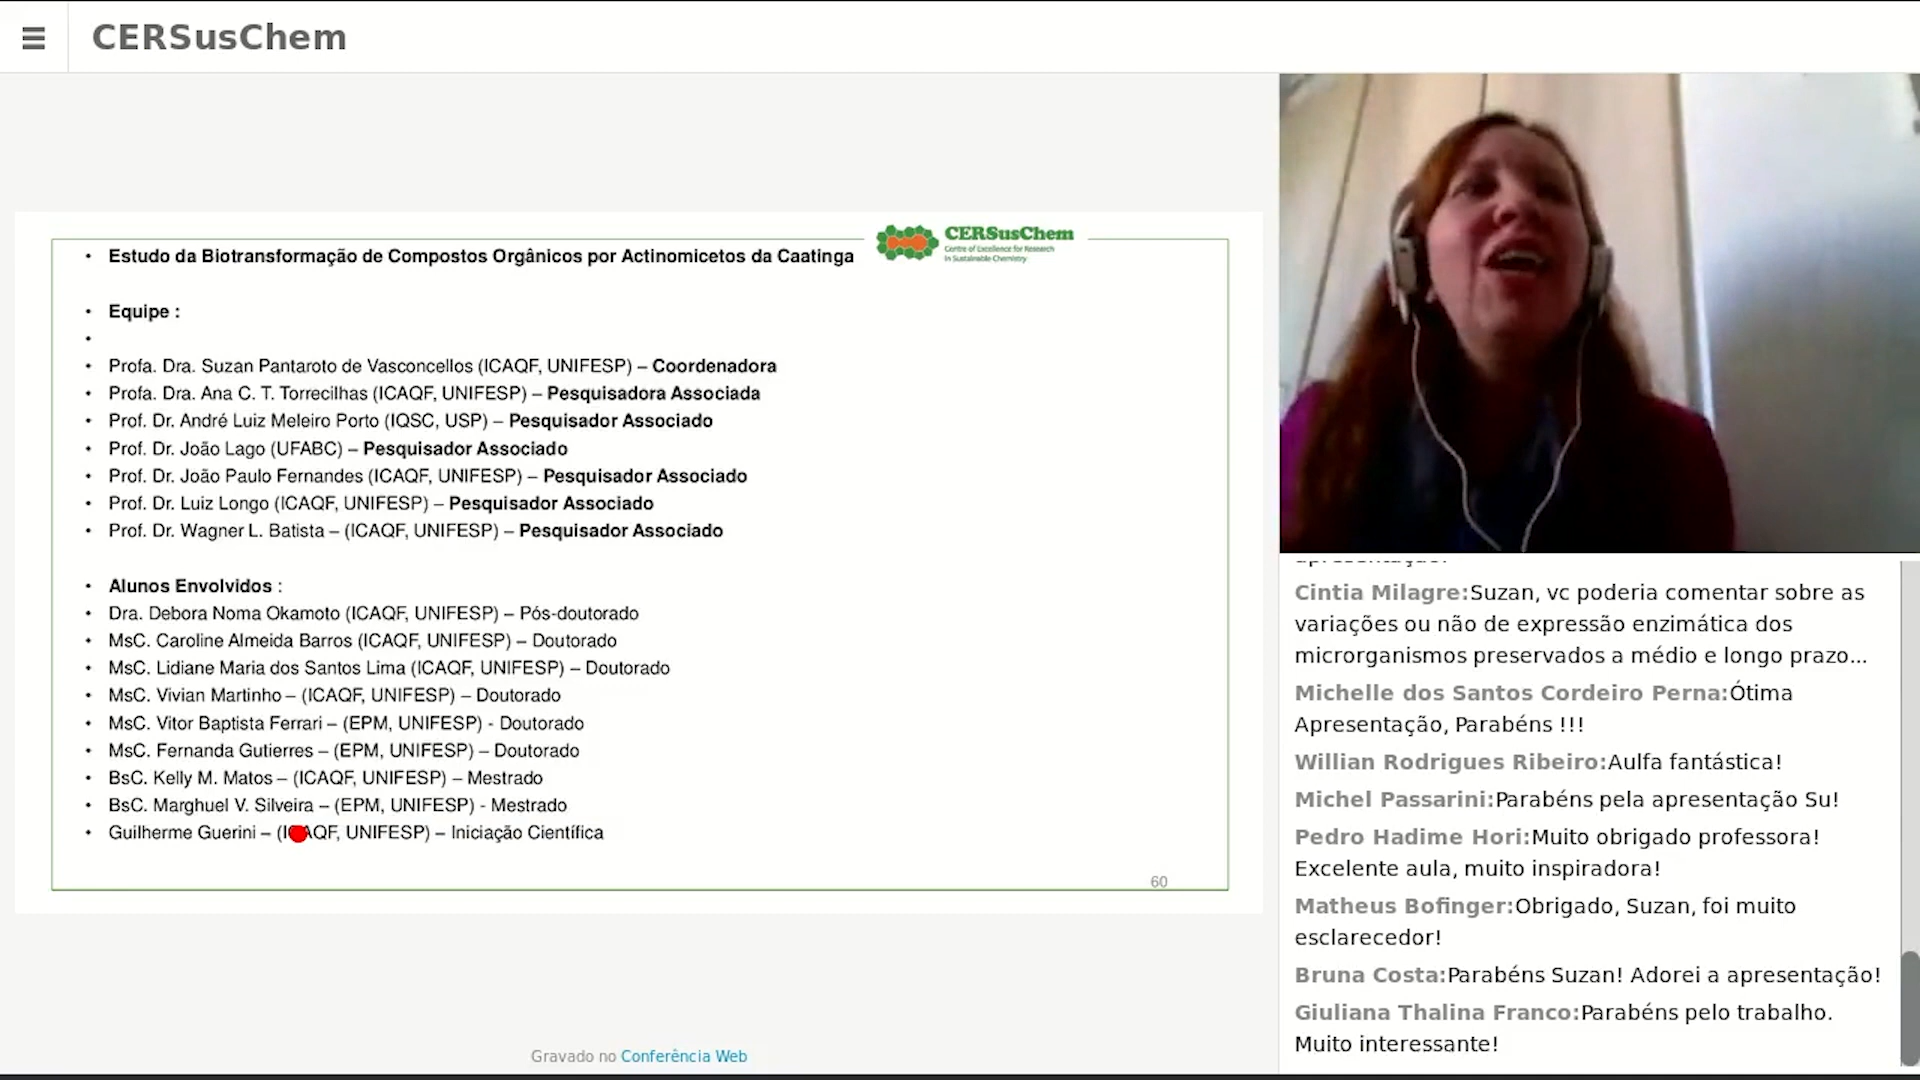 CERSusChem
CERSusChem
Centre of Excellence for Research
in Sustainable Chemistry
• Estudo da Biotransformação de Compostos Orgânicos por Actinomicetos da Caatinga
• Equipe :
•
• Profa. Dra. Suzan Pantaroto de Vasconcellos (ICAQF, UNIFESP) – Coordenadora
• Profa. Dra. Ana C. T. Torrecilhas (ICAQF, UNIFESP) – Pesquisadora Associada
• Prof. Dr. André Luiz Meleiro Porto (IQSC, USP) – Pesquisador Associado
• Prof. Dr. João Lago (UFABC) – Pesquisador Associado
• Prof. Dr. João Paulo Fernandes (ICAQF, UNIFESP) – Pesquisador Associado
• Prof. Dr. Luiz Longo (ICAQF, UNIFESP) – Pesquisador Associado
• Prof. Dr. Wagner L. Batista – (ICAQF, UNIFESP) – Pesquisador Associado
• Alunos Envolvidos :
• Dra. Debora Noma Okamoto (ICAQF, UNIFESP) – Pós-doutorado
• MsC. Caroline Almeida Barros (ICAQF, UNIFESP) – Doutorado
• MsC. Lidiane Maria dos Santos Lima (ICAQF, UNIFESP) – Doutorado
• MsC. Vivian Martinho – (ICAQF, UNIFESP) – Doutorado
• MsC. Vitor Baptista Ferrari – (EPM, UNIFESP) - Doutorado
• MsC. Fernanda Gutierres – (EPM, UNIFESP) – Doutorado
• BsC. Kelly M. Matos – (ICAQF, UNIFESP) – Mestrado
• BsC. Marghuel V. Silveira – (EPM, UNIFESP) - Mestrado
• Guilherme Guerini – (ICAQF, UNIFESP) – Iniciação Científica
60
Gravado no Conferência Web
Cintia Milagre:Suzan, vc poderia comentar sobre as
variações ou não de expressão enzimática dos
microrganismos preservados a médio e longo prazo...
Michelle dos Santos Cordeiro Perna:Ótima
Apresentação, Parabéns !!!
Willian Rodrigues Ribeiro:Aulfa fantástica!
Michel Passarini:Parabéns pela apresentação Su!
Pedro Hadime Hori:Muito obrigado professora!
Excelente aula, muito inspiradora!
Matheus Bofinger:Obrigado, Suzan, foi muito
esclarecedor!
Bruna Costa:Parabéns Suzan! Adorei a apresentação!
Giuliana Thalina Franco:Parabéns pelo trabalho.
Muito interessante!